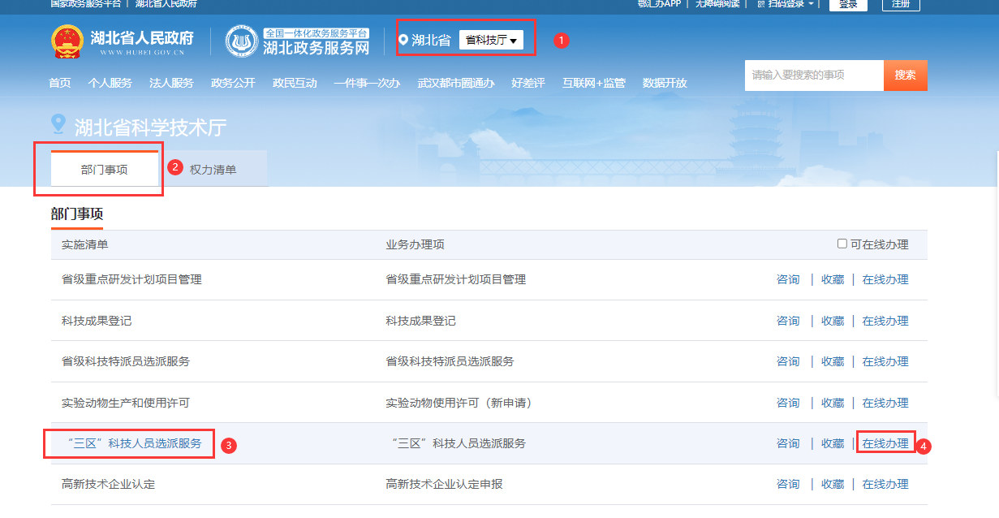 国家政务服务平台 | 湖北省人民政府
鄂汇办APP | 无障碍阅读 | 扫码登录 | 登录 注册
湖北省人民政府
WWW.HUBEI.GOV.CN
全国一体化政务服务平台
湖北政务服务网
湖北省 省科技厅 1
首页 个人服务 法人服务 政务公开 政民互动 一件事一次办 武汉都市圈通办 好差评 互联网+监管 数据开放
请输入要搜索的事项 搜索
湖北省科学技术厅
部门事项 2 权力清单
部门事项
实施清单 业务办理项 可在线办理
省级重点研发计划项目管理 省级重点研发计划项目管理 咨询 | 收藏 | 在线办理
科技成果登记 科技成果登记 咨询 | 收藏 | 在线办理
省级科技特派员选派服务 省级科技特派员选派服务 咨询 | 收藏 | 在线办理
实验动物生产和使用许可 实验动物使用许可（新申请） 咨询 | 收藏 | 在线办理
“三区”科技人员选派服务 3 “三区”科技人员选派服务 咨询 | 收藏 | 在线办理 4
高新技术企业认定 高新技术企业认定申报 咨询 | 收藏 | 在线办理